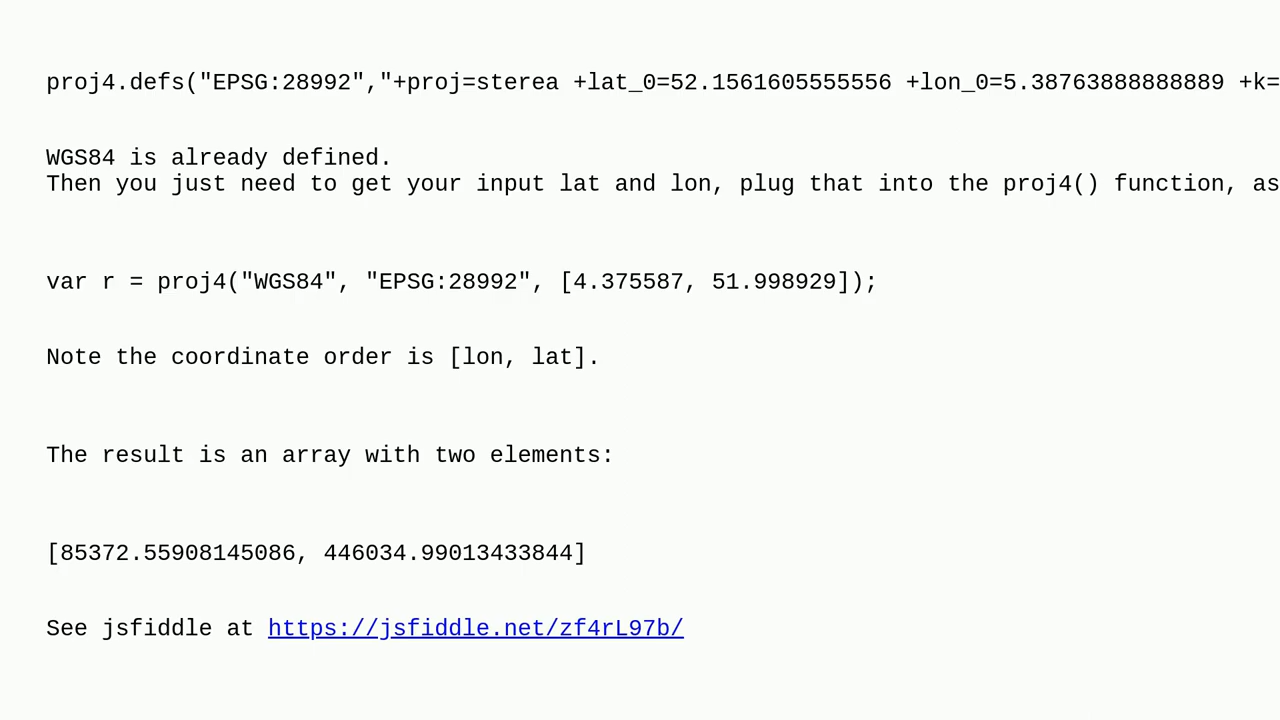 proj4.defs("EPSG:28992","+proj=sterea +lat_0=52.1561605555556 +lon_0=5.38763888888889 +k=
WGS84 is already defined.
Then you just need to get your input lat and lon, plug that into the proj4() function, as
var r = proj4("WGS84", "EPSG:28992", [4.375587, 51.998929]);
Note the coordinate order is [lon, lat].
The result is an array with two elements:
[85372.55908145086, 446034.99013433844]
See jsfiddle at https://jsfiddle.net/zf4rL97b/